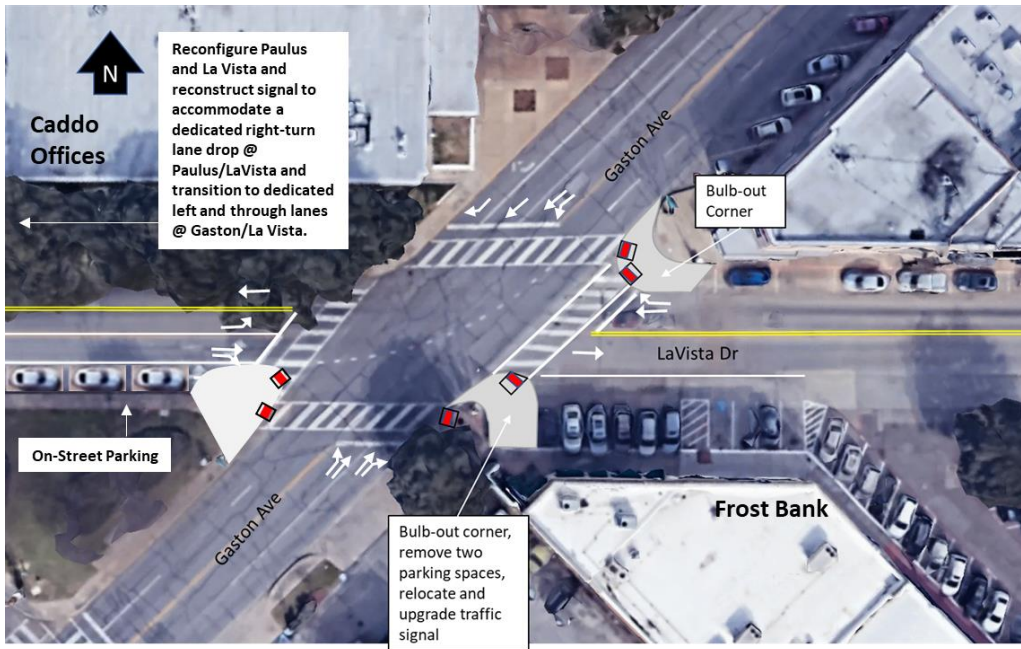 N
Reconfigure Paulus
and La Vista and
reconstruct signal to
accommodate a
dedicated right-turn
lane drop @
Paulus/LaVista and
transition to dedicated
left and through lanes
@ Gaston/La Vista.
Caddo
Offices
Gaston Ave
Bulb-out
Corner
LaVista Dr
On-Street Parking
Gaston Ave
Frost Bank
Bulb-out corner,
remove two
parking spaces,
relocate and
upgrade traffic
signal